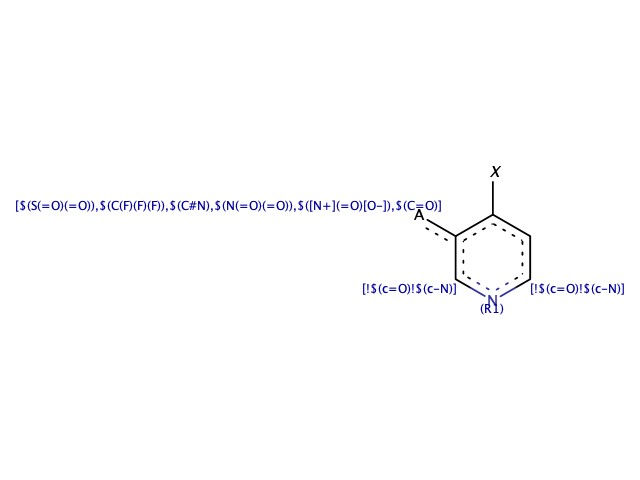 X
[$(S(=O)(=O)),$(C(F)(F)(F)),$(C#N),$(N(=O)(=O)),$([N+](=O)[O-]),$(C=O)]
A
[!$(c=O)!$(c-N)] [!$(c=O)!$(c-N)]
N
(R1)